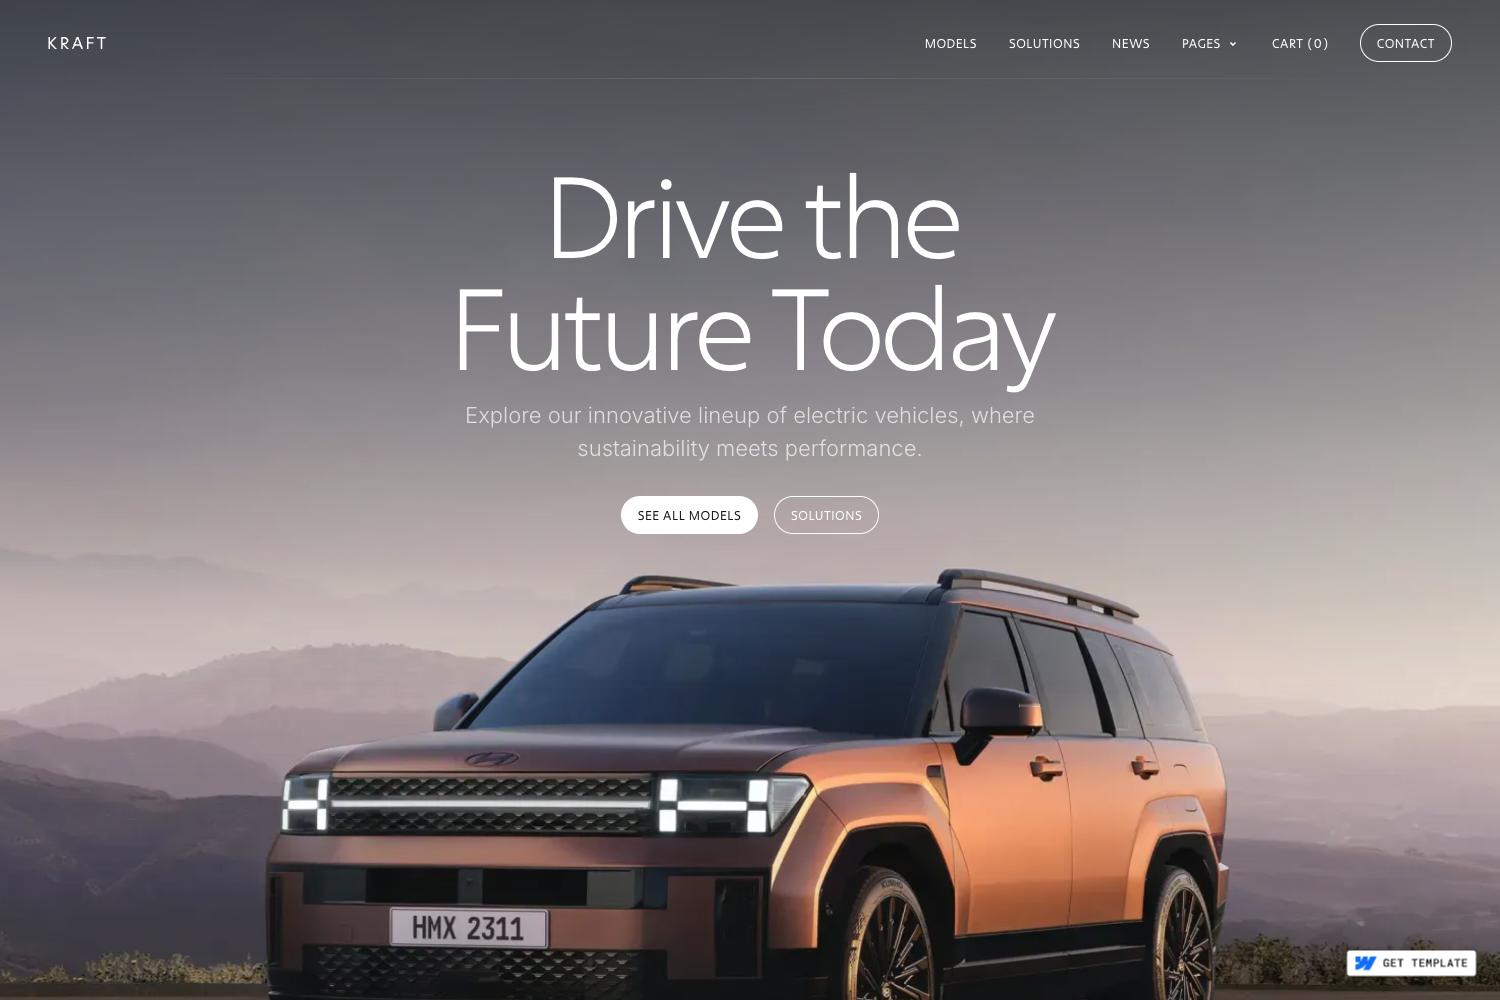 KRAFT
MODELS SOLUTIONS NEWS PAGES CART (0) CONTACT
Drive the
Future Today
Explore our innovative lineup of electric vehicles, where
sustainability meets performance.
SEE ALL MODELS SOLUTIONS
HMX 2311
GET TEMPLATE